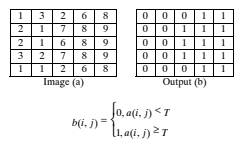 1 3 2 6 8 0 0 0 1 1
2 1 7 8 9 0 0 1 1 1
2 1 6 8 9 0 0 1 1 1
3 2 7 8 9 0 0 1 1 1
1 1 2 6 8 0 0 0 1 1
Image (a) Output (b)
b(i, j) = {0, a(i, j) < T
1, a(i, j) ≥ T